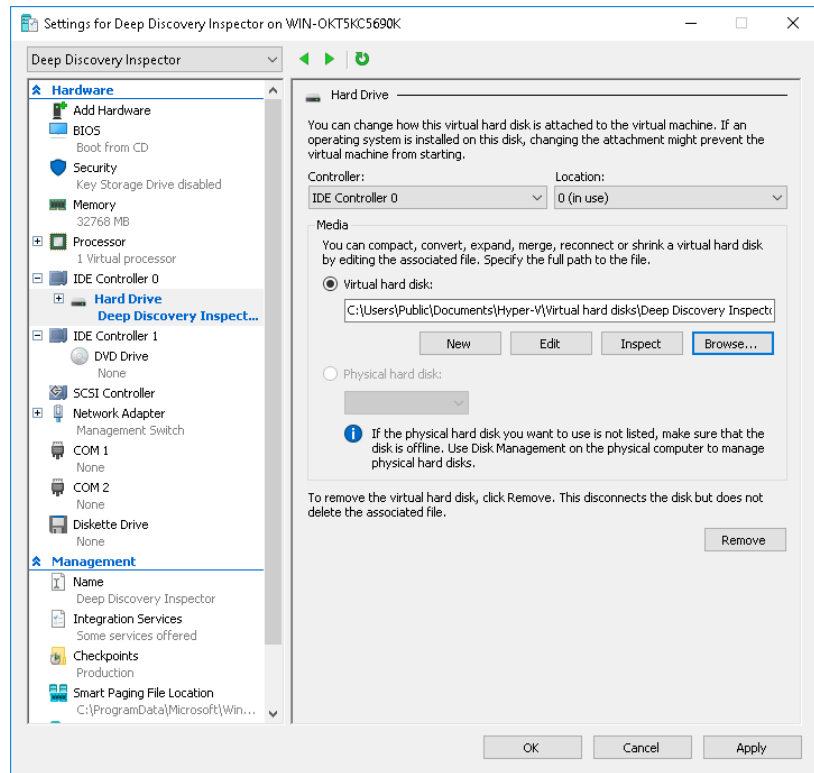 Settings for Deep Discovery Inspector on WIN-OKT5KC5690K
Deep Discovery Inspector
Hardware
Add Hardware
BIOS
Boot from CD
Security
Key Storage Drive disabled
Memory
32768 MB
Processor
1 Virtual processor
IDE Controller 0
Hard Drive
Deep Discovery Inspect...
IDE Controller 1
DVD Drive
None
SCSI Controller
Network Adapter
Management Switch
COM 1
None
COM 2
None
Diskette Drive
None
Management
Name
Deep Discovery Inspector
Integration Services
Some services offered
Checkpoints
Production
Smart Paging File Location
C:\ProgramData\Microsoft\Win...
Hard Drive
You can change how this virtual hard disk is attached to the virtual machine. If an
operating system is installed on this disk, changing the attachment might prevent the
virtual machine from starting.
Controller: Location:
IDE Controller 0 0 (in use)
Media
You can compact, convert, expand, merge, reconnect or shrink a virtual hard disk
by editing the associated file. Specify the full path to the file.
Virtual hard disk:
C:\Users\Public\Documents\Hyper-V\Virtual hard disks\Deep Discovery Inspect
New Edit Inspect Browse...
Physical hard disk:
If the physical hard disk you want to use is not listed, make sure that the
disk is offline. Use Disk Management on the physical computer to manage
physical hard disks.
To remove the virtual hard disk, click Remove. This disconnects the disk but does not
delete the associated file.
Remove
OK Cancel Apply